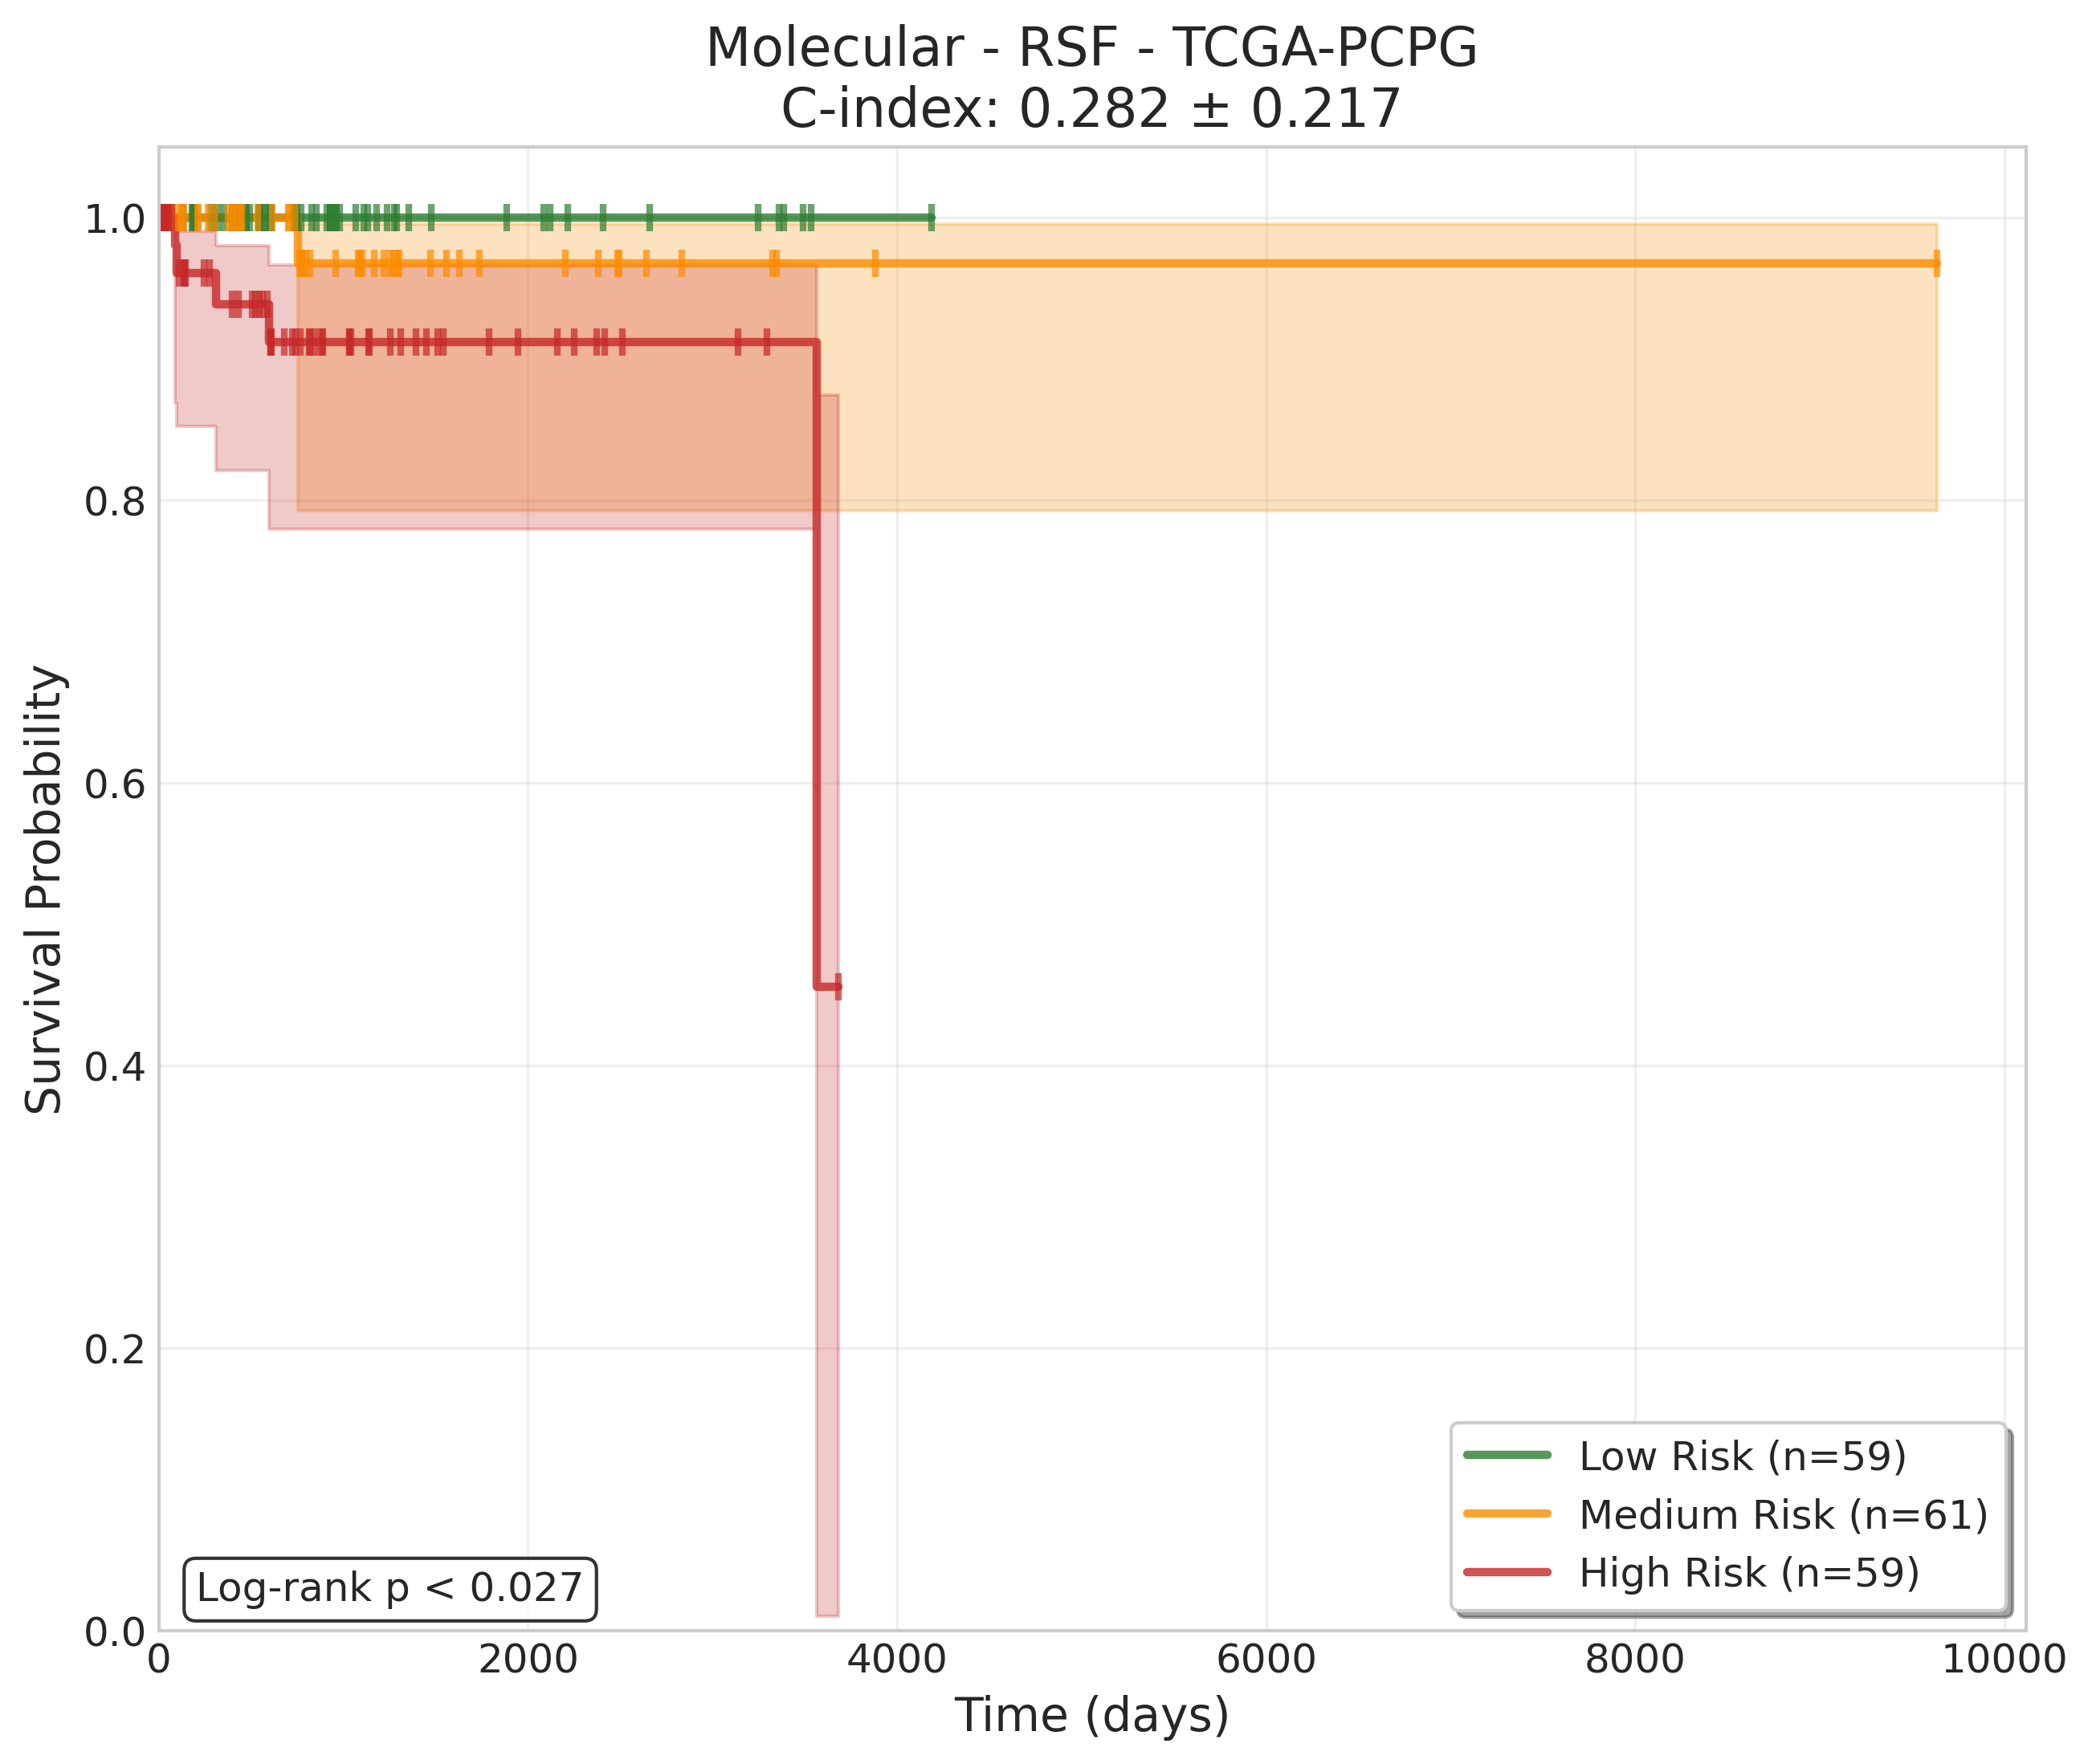 Molecular - RSF - TCGA-PCPG
C-index: 0.282 ± 0.217
Survival Probability
1.0
0.8
0.6
0.4
0.2
0.0
0
2000
4000
6000
8000
10000
Time (days)
Log-rank p < 0.027
Low Risk (n=59)
Medium Risk (n=61)
High Risk (n=59)